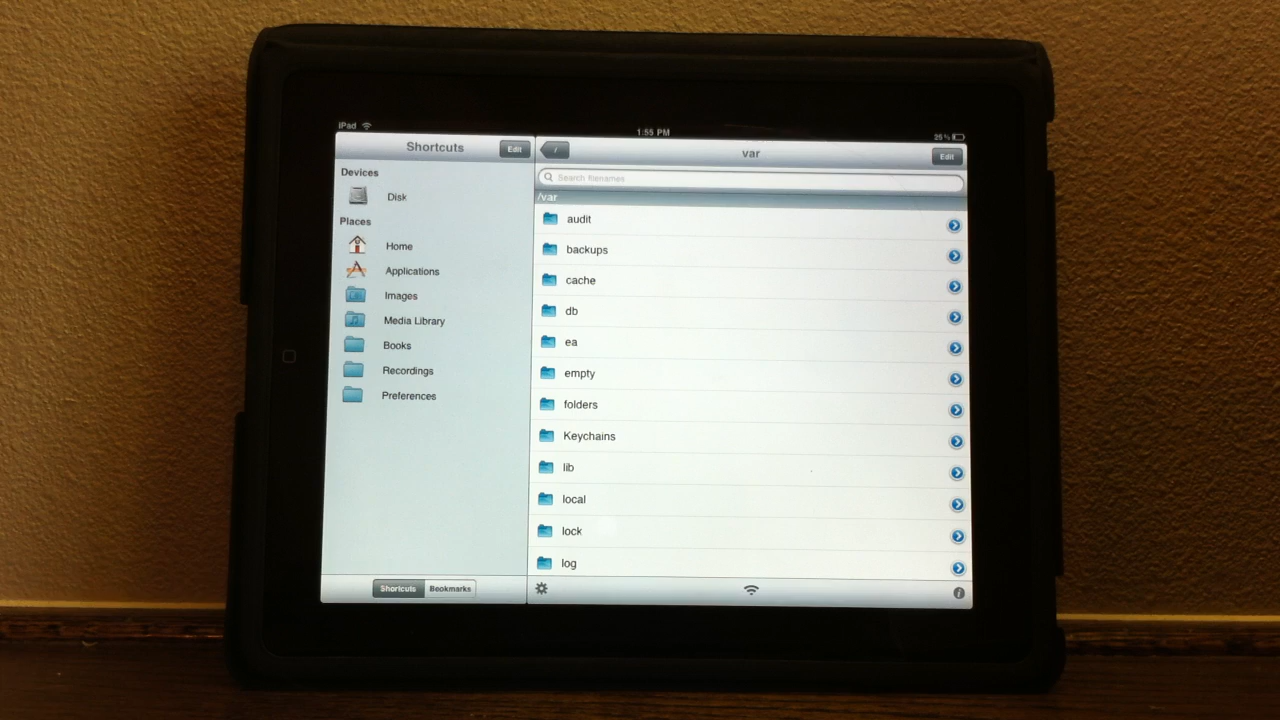 iPad
1:55 PM
25%
Shortcuts
Edit
Devices
Disk
Places
Home
Applications
Images
Media Library
Books
Recordings
Preferences
Shortcuts
Bookmarks
/
var
Edit
Search filenames
/var
audit
backups
cache
db
ea
empty
folders
Keychains
lib
local
lock
log